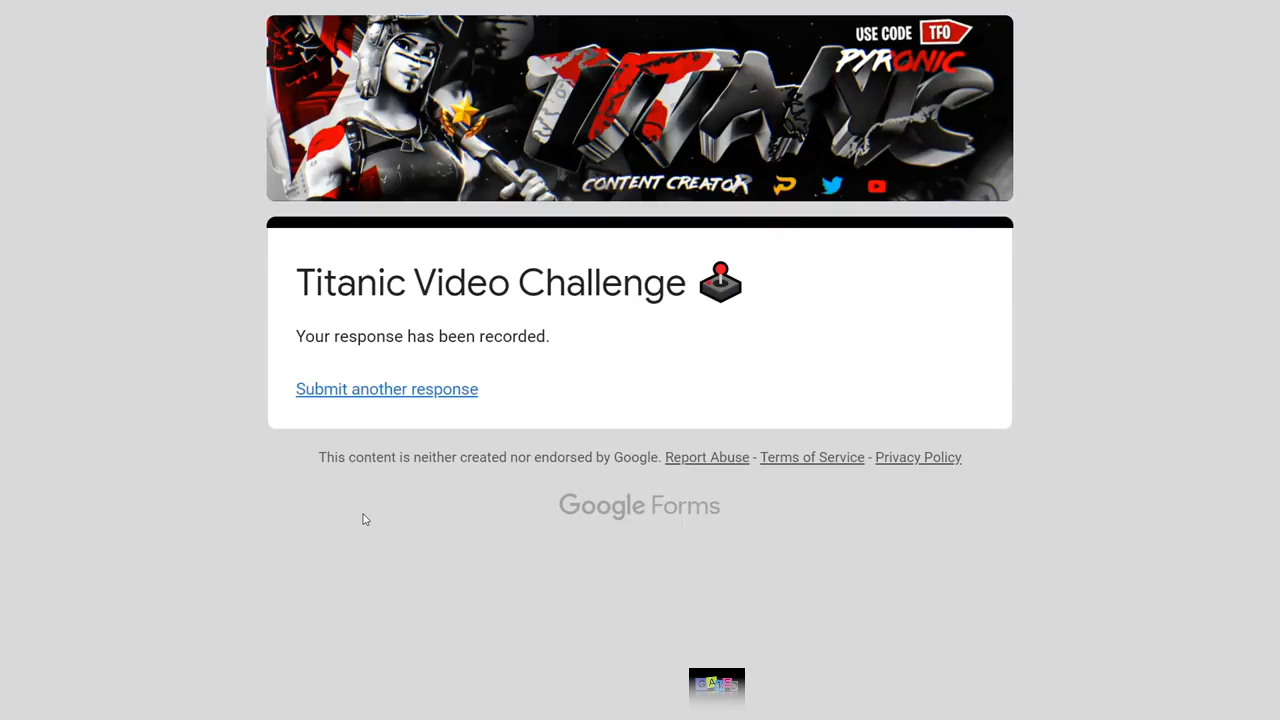 USE CODE TFO
PYRONIC
TITANIC
CONTENT CREATOR
Titanic Video Challenge
Your response has been recorded.
Submit another response
This content is neither created nor endorsed by Google. Report Abuse - Terms of Service - Privacy Policy
Google Forms